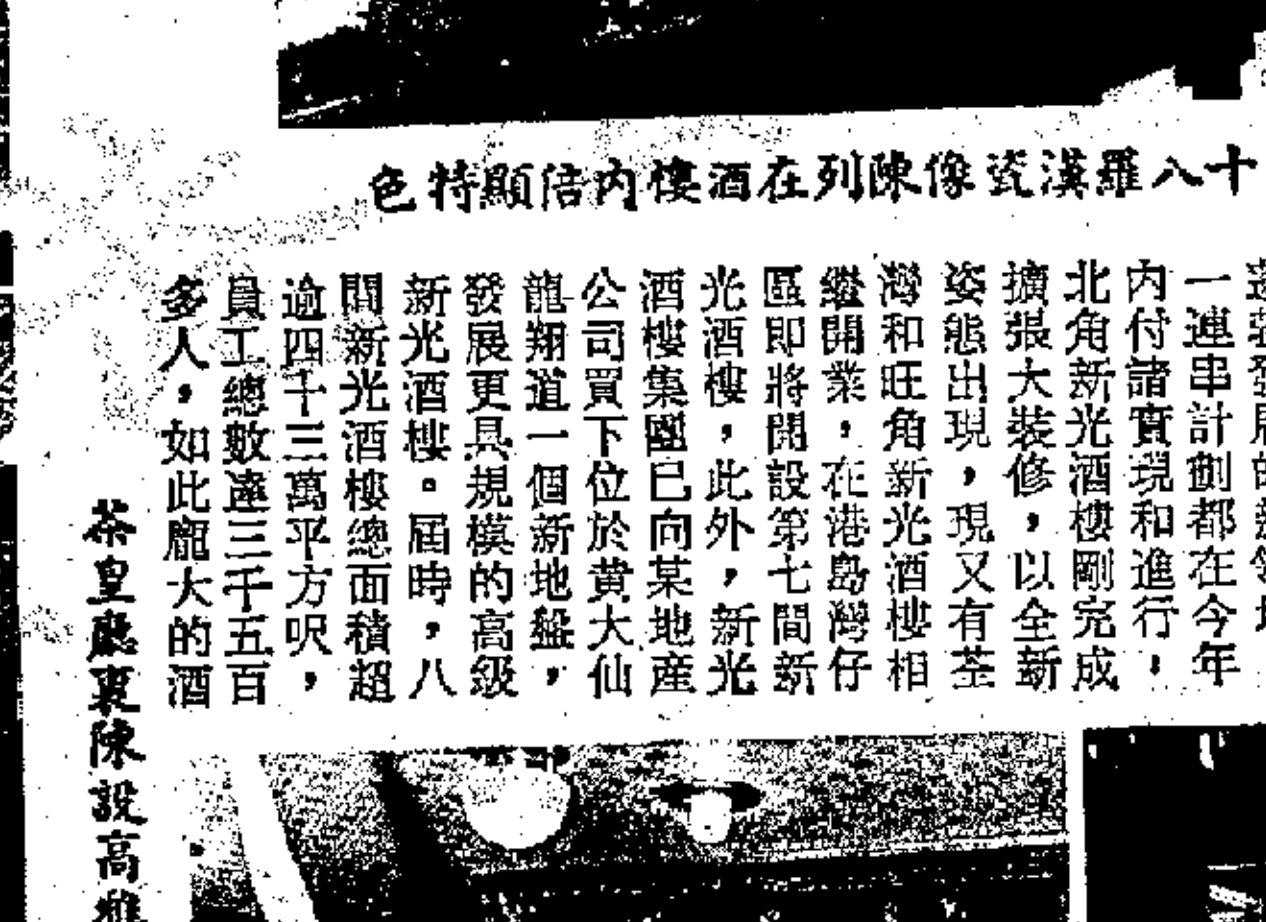 十八羅漢瓷像陳列在酒樓內倍顯特色
一連串計劃都在今年
內付諸實現和進行，
北角新光酒樓剛完成
擴張大裝修，以全新
姿態出現，現又有荃
灣和旺角新光酒樓相
繼開業，在港島灣仔
區即將開設第七間新
光酒樓，此外，新光
酒樓集團已向某地產
公司買下位於黃大仙
龍翔道一個新地盤，
發展更具規模的高級
新光酒樓。屆時，八
間新光酒樓總面積超
逾四十三萬平方呎，
員工總數達三千五百
多人，如此龐大的酒
茶皇廳裏陳設高雅